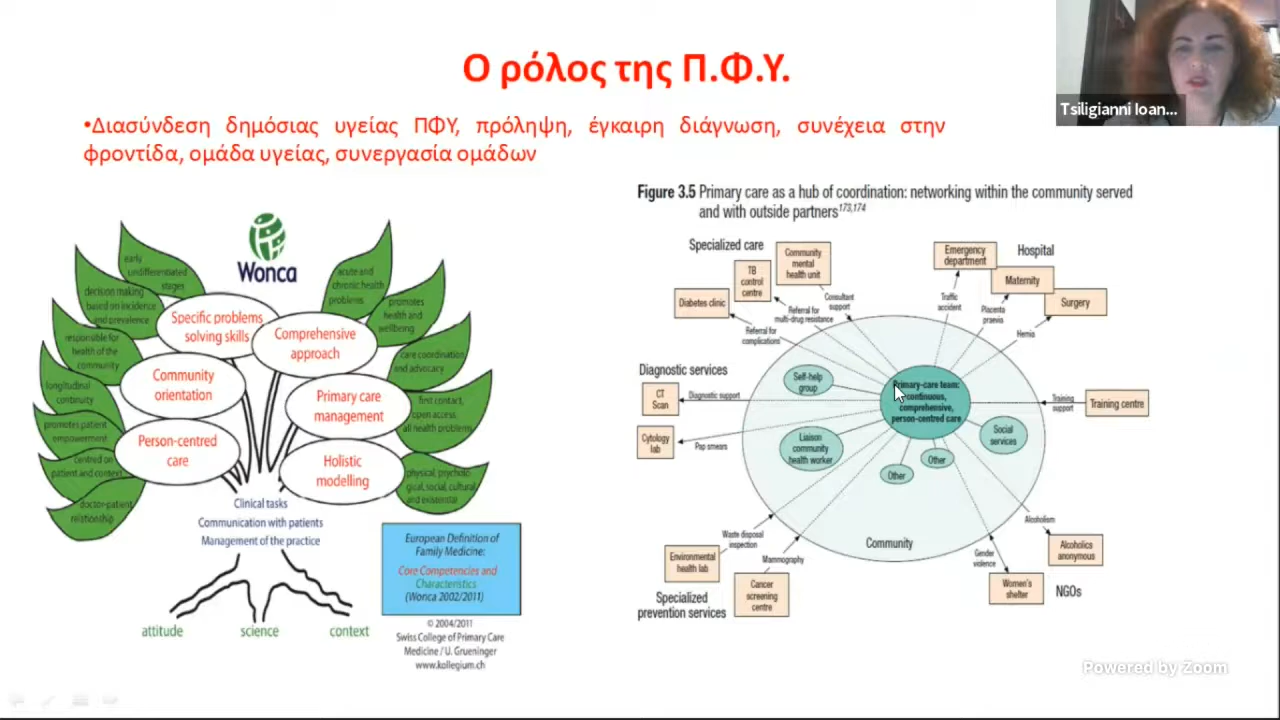 Ο ρόλος της Π.Φ.Υ.
Tsiligianni Ioan...
•Διασύνδεση δημόσιας υγείας ΠΦΥ, πρόληψη, έγκαιρη διάγνωση, συνέχεια στην
φροντίδα, ομάδα υγείας, συνεργασία ομάδων
Wonca
early
undifferentiated
stages
decision making
based on incidence
and prevalence
responsible for
health of the
community
longitudinal
continuity
promotes patient
empowerment
centred on
patient and context
doctor-patient
relationship
Specific problems
solving skills
Community
orientation
Person-centred
care
Comprehensive
approach
Primary care
management
Holistic
modelling
acute and
chronic health
problems
promotes
health and
wellbeing
care coordination
and advocacy
first contact,
open access,
all health problems
physical, psycholo-
gical, social, cultural
and existential
Clinical tasks
Communication with patients
Management of the practice
attitude
science
context
European Definition of
Family Medicine:
Core Competencies and
Characteristics
(Wonca 2002/2011)
© 2004/2011
Swiss College of Primary Care
Medicine / U. Grueninger
www.kollegium.ch
Figure 3.5 Primary care as a hub of coordination: networking within the community served
and with outside partners173,174
Specialized care
Community
mental
health unit
TB
control
centre
Diabetes clinic
Consultant
support
Referral for
multi-drug resistance
Referral for
complications
Emergency
department
Hospital
Maternity
Surgery
Traffic
accident
Placenta
praevia
Hernia
Diagnostic services
CT
Scan
Diagnostic support
Cytology
lab
Pap smears
Self-help
group
Primary-care team:
continuous,
comprehensive,
person-centred care
Training
support
Training centre
Liaison
community
health worker
Social
services
Other
Other
Community
Waste disposal
inspection
Mammography
Environmental
health lab
Cancer
screening
centre
Specialized
prevention services
Alcoholism
Alcoholics
anonymous
Gender
violence
Women's
shelter
NGOs
Powered by Zoom